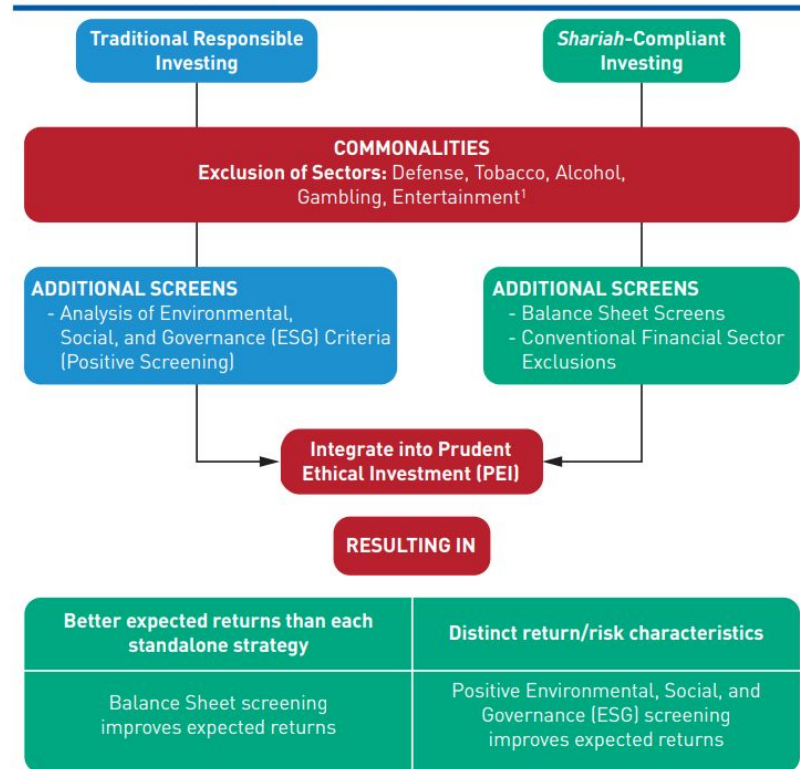 Traditional Responsible
Investing
Shariah-Compliant
Investing
COMMONALITIES
Exclusion of Sectors: Defense, Tobacco, Alcohol,
Gambling, Entertainment¹
ADDITIONAL SCREENS
- Analysis of Environmental,
Social, and Governance (ESG) Criteria
(Positive Screening)
ADDITIONAL SCREENS
- Balance Sheet Screens
- Conventional Financial Sector
Exclusions
Integrate into Prudent
Ethical Investment (PEI)
RESULTING IN
Better expected returns than each
standalone strategy
Distinct return/risk characteristics
Balance Sheet screening
improves expected returns
Positive Environmental, Social, and
Governance (ESG) screening
improves expected returns